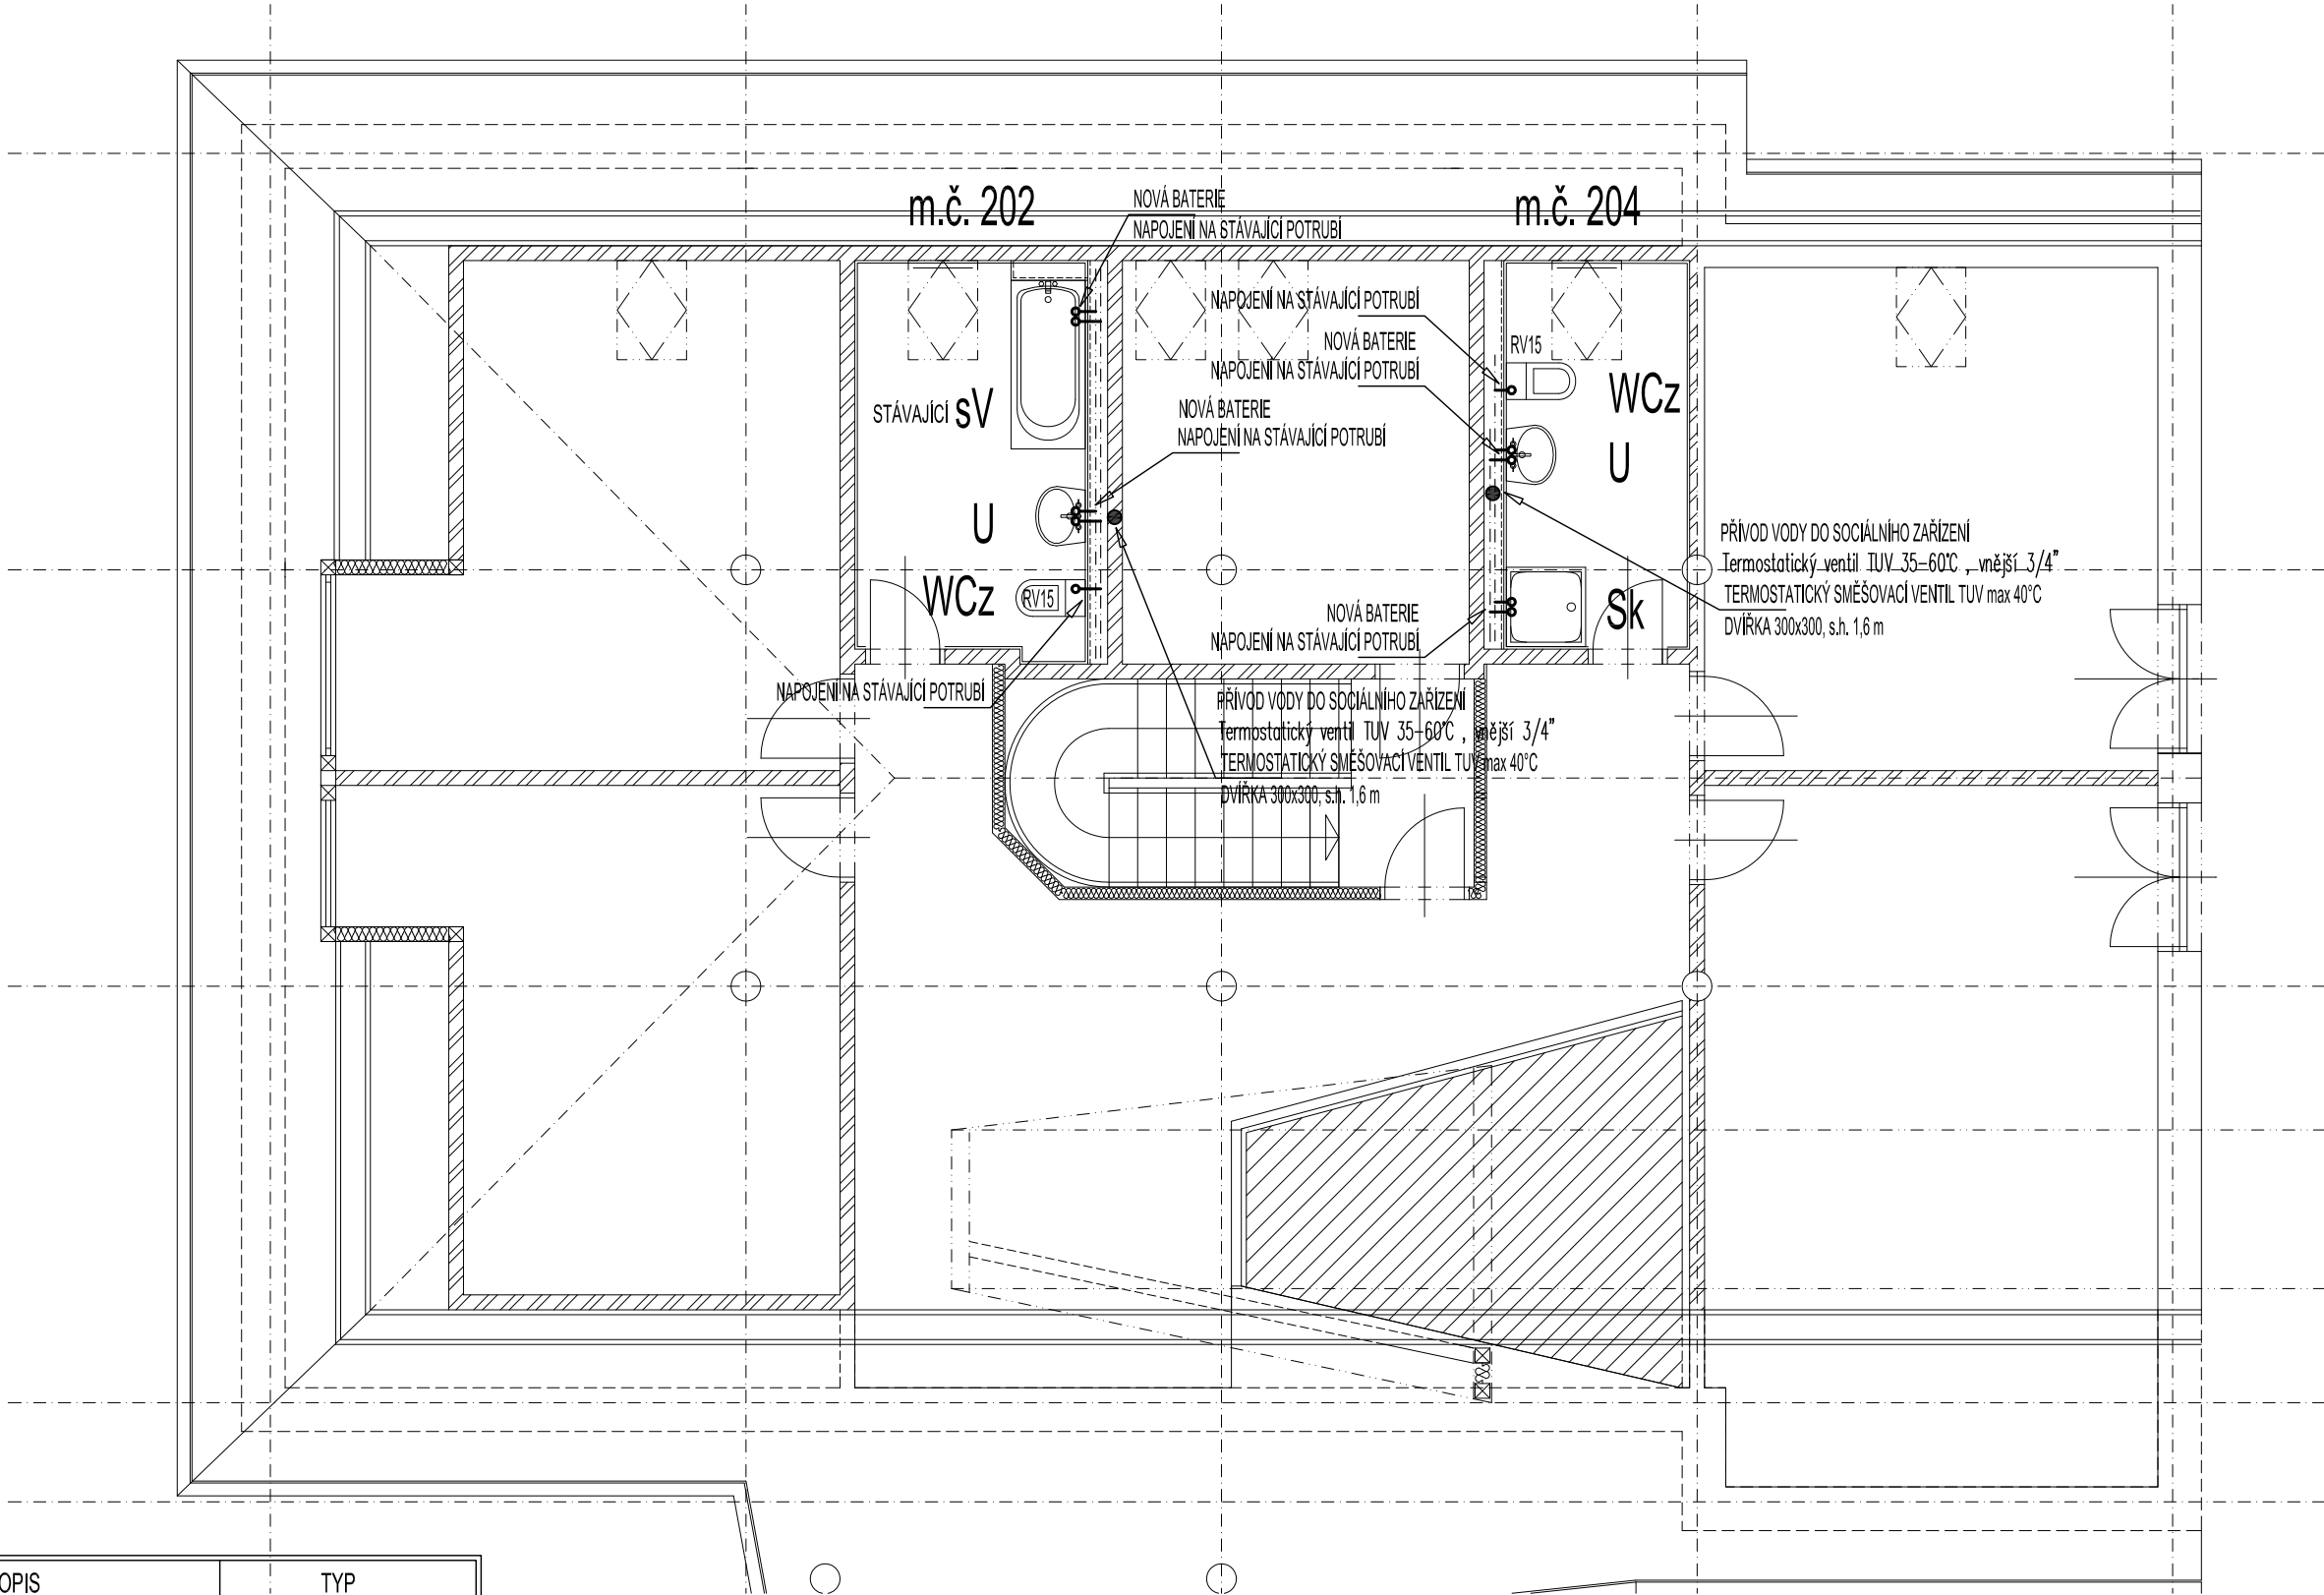 m.č. 202
NOVÁ BATERIE
NAPOJENÍ NA STÁVAJÍCÍ POTRUBÍ
m.č. 204
NAPOJENÍ NA STÁVAJÍCÍ POTRUBÍ
NOVÁ BATERIE
NAPOJENÍ NA STÁVAJÍCÍ POTRUBÍ
RV15
WCz
STÁVAJÍCÍ sV
NOVÁ BATERIE
NAPOJENÍ NA STÁVAJÍCÍ POTRUBÍ
U
U
PŘÍVOD VODY DO SOCIÁLNÍHO ZAŘÍZENÍ
Termostatický ventil TUV 35-60°C , vnější 3/4"
TERMOSTATICKÝ SMĚŠOVACÍ VENTIL TUV max 40°C
DVÍŘKA 300x300, s.h. 1,6 m
WCz
RV15
NOVÁ BATERIE
NAPOJENÍ NA STÁVAJÍCÍ POTRUBÍ
Sk
NAPOJENÍ NA STÁVAJÍCÍ POTRUBÍ
PŘÍVOD VODY DO SOCIÁLNÍHO ZAŘÍZENÍ
Termostatický ventil TUV 35-60°C , vnější 3/4"
TERMOSTATICKÝ SMĚŠOVACÍ VENTIL TUV max 40°C
DVÍŘKA 300x300, s.h. 1,6 m
OPIS
TYP